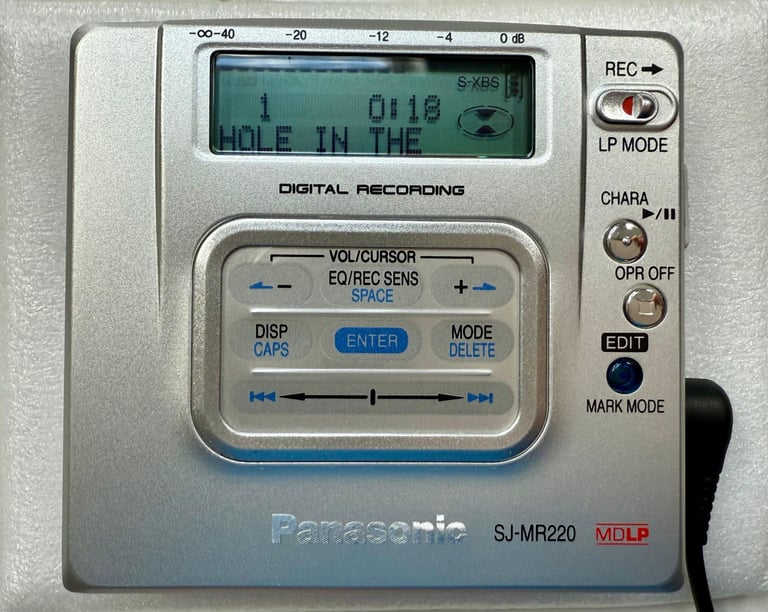 -∞-40 -20 -12 -4 0 dB
S-XBS
1 0:18
HOLE IN THE
REC →
LP MODE
DIGITAL RECORDING
CHARA
▶/II
OPR OFF
VOL/CURSOR
− EQ/REC SENS +
SPACE
DISP ENTER MODE
CAPS DELETE
EDIT
MARK MODE
Panasonic SJ-MR220 MDLP